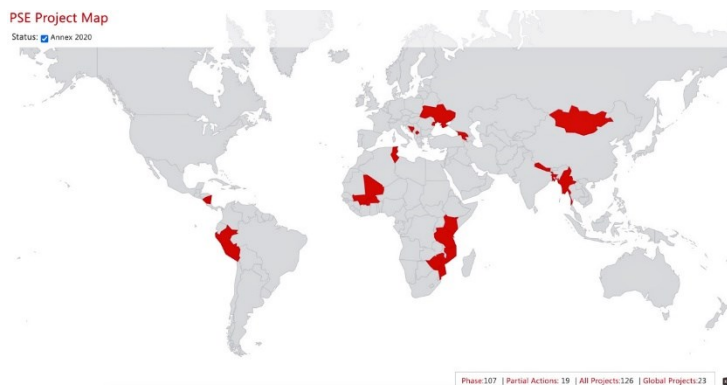 PSE Project Map
Status: Annex 2020
Phase:107 | Partial Actions: 19 | All Projects:126 | Global Projects:23